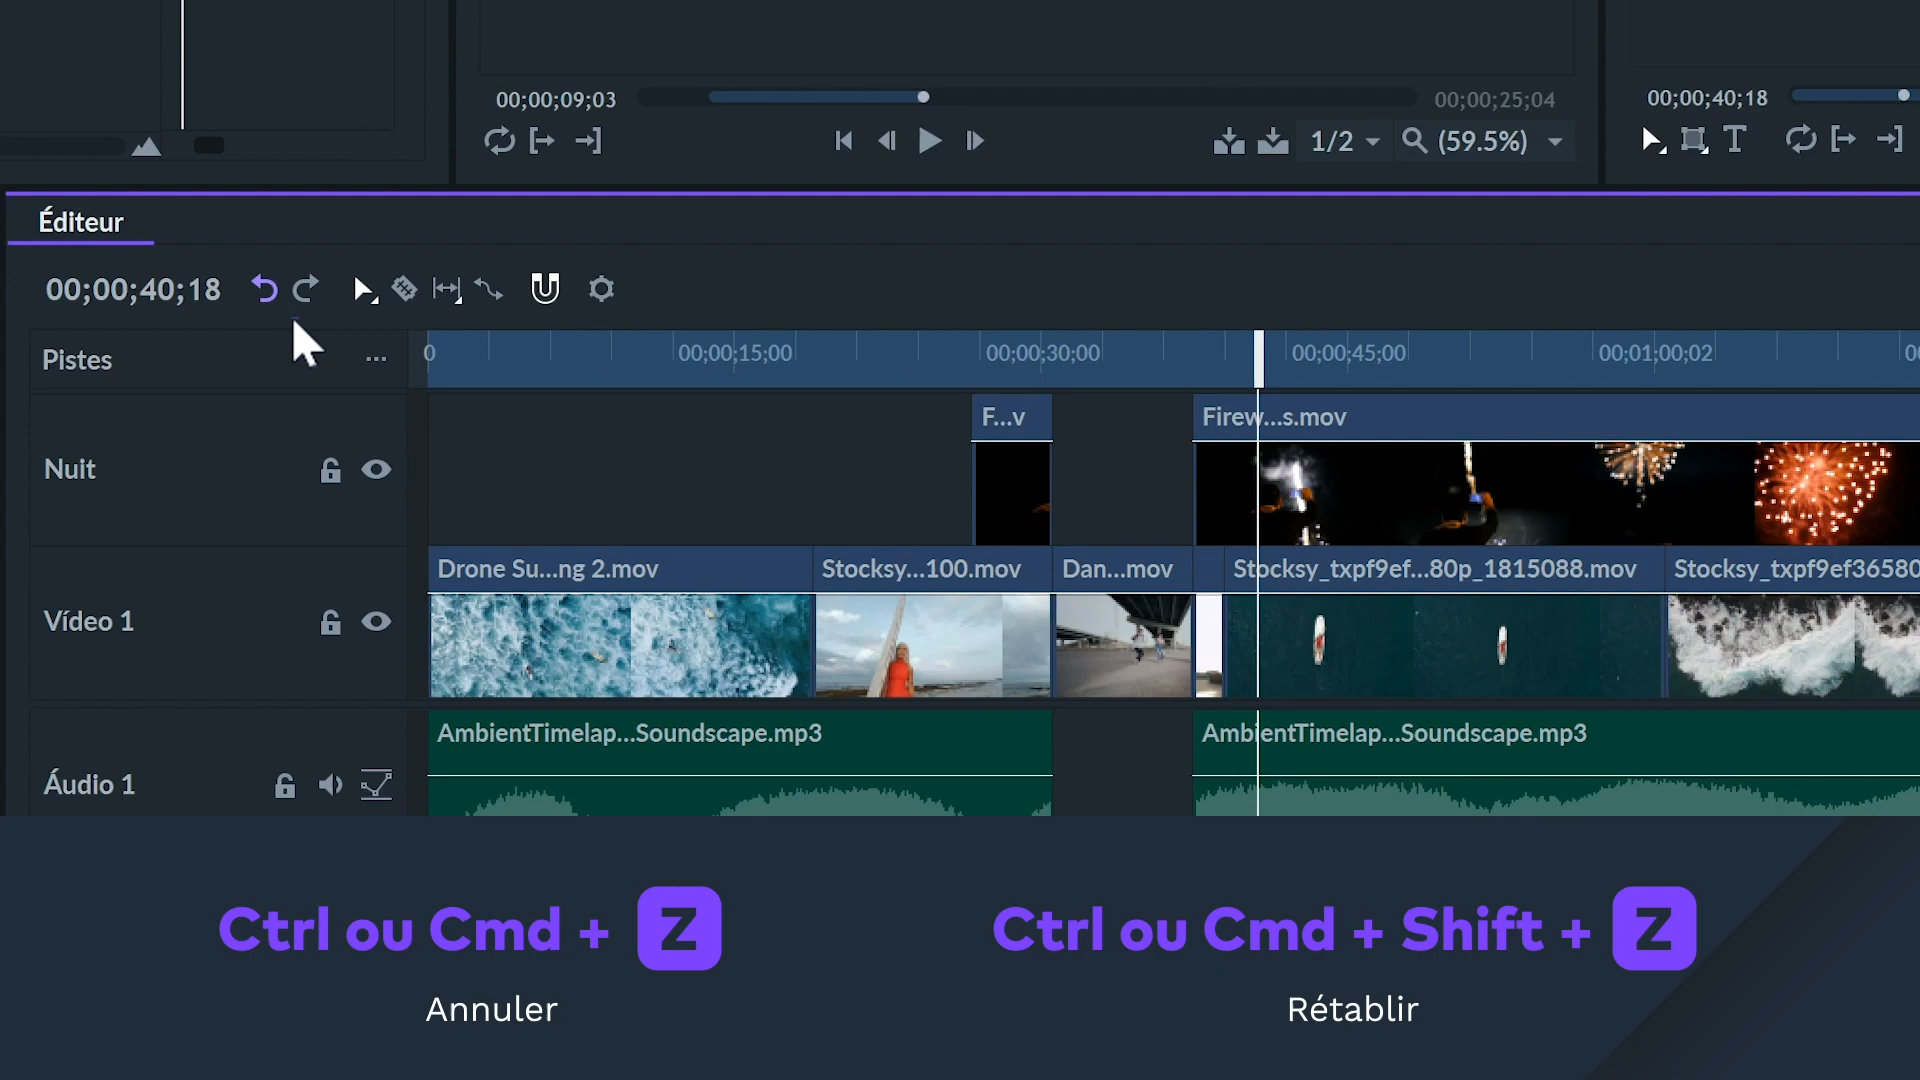 00;00;09;03
00;00;25;04
00;00;40;18
1/2
(59.5%)
T
Éditeur
00;00;40;18
Pistes
...
0
00;00;15;00
00;00;30;00
00;00;45;00
00;01;00;02
F...v
Firew...s.mov
Nuit
Drone Su...ng 2.mov
Stocksy...100.mov
Dan...mov
Stocksy_txpf9ef...80p_1815088.mov
Stocksy_txpf9ef36580
Vídeo 1
AmbientTimelap...Soundscape.mp3
AmbientTimelap...Soundscape.mp3
Áudio 1
Ctrl ou Cmd + Z
Ctrl ou Cmd + Shift + Z
Annuler
Rétablir